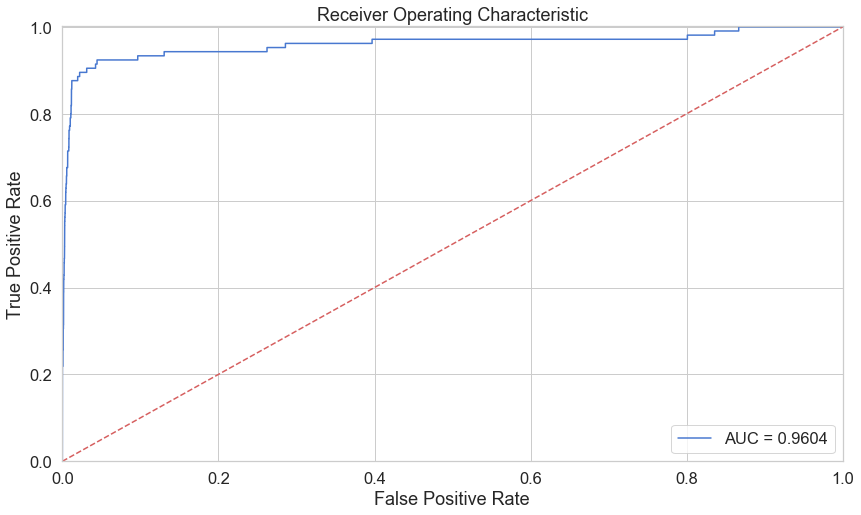 Receiver Operating Characteristic
1.0
0.8
0.6
0.4
0.2
0.0
True Positive Rate
AUC = 0.9604
0.0 0.2 0.4 0.6 0.8 1.0
False Positive Rate